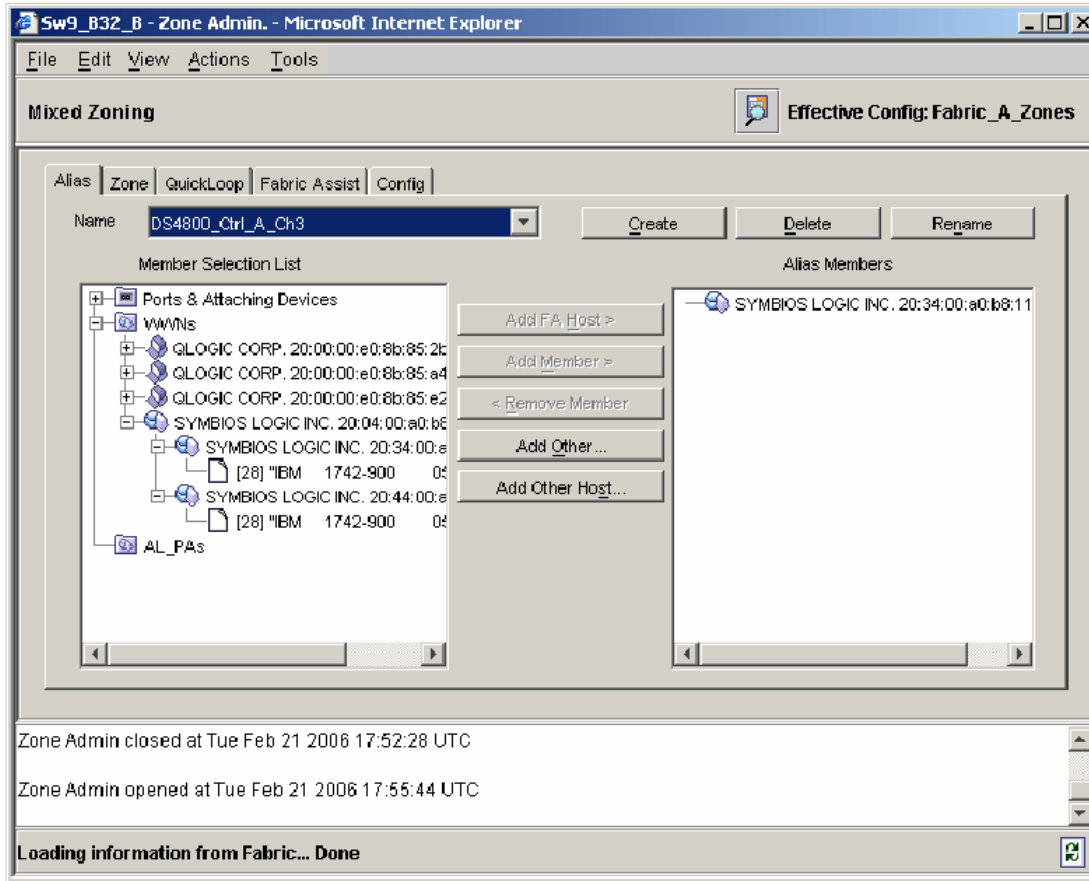 Sw9_B32_B - Zone Admin. - Microsoft Internet Explorer
File Edit View Actions Tools
Mixed Zoning
Effective Config: Fabric_A_Zones
Alias Zone QuickLoop Fabric Assist Config
Name DS4800_Ctrl_A_Ch3 Create Delete Rename
Member Selection List
Alias Members
Ports & Attaching Devices
WWNs
QLOGIC CORP. 20:00:00:e0:8b:85:2b
QLOGIC CORP. 20:00:00:e0:8b:85:a4
QLOGIC CORP. 20:00:00:e0:8b:85:e2
SYMBIOS LOGIC INC. 20:04:00:a0:b8
SYMBIOS LOGIC INC. 20:34:00:a
[28] "IBM 1742-900 05
SYMBIOS LOGIC INC. 20:44:00:a
[28] "IBM 1742-900 05
AL_PAs
Add FA Host >
Add Member >
< Remove Member
Add Other...
Add Other Host...
SYMBIOS LOGIC INC. 20:34:00:a0:b8:11
Zone Admin closed at Tue Feb 21 2006 17:52:28 UTC
Zone Admin opened at Tue Feb 21 2006 17:55:44 UTC
Loading information from Fabric... Done